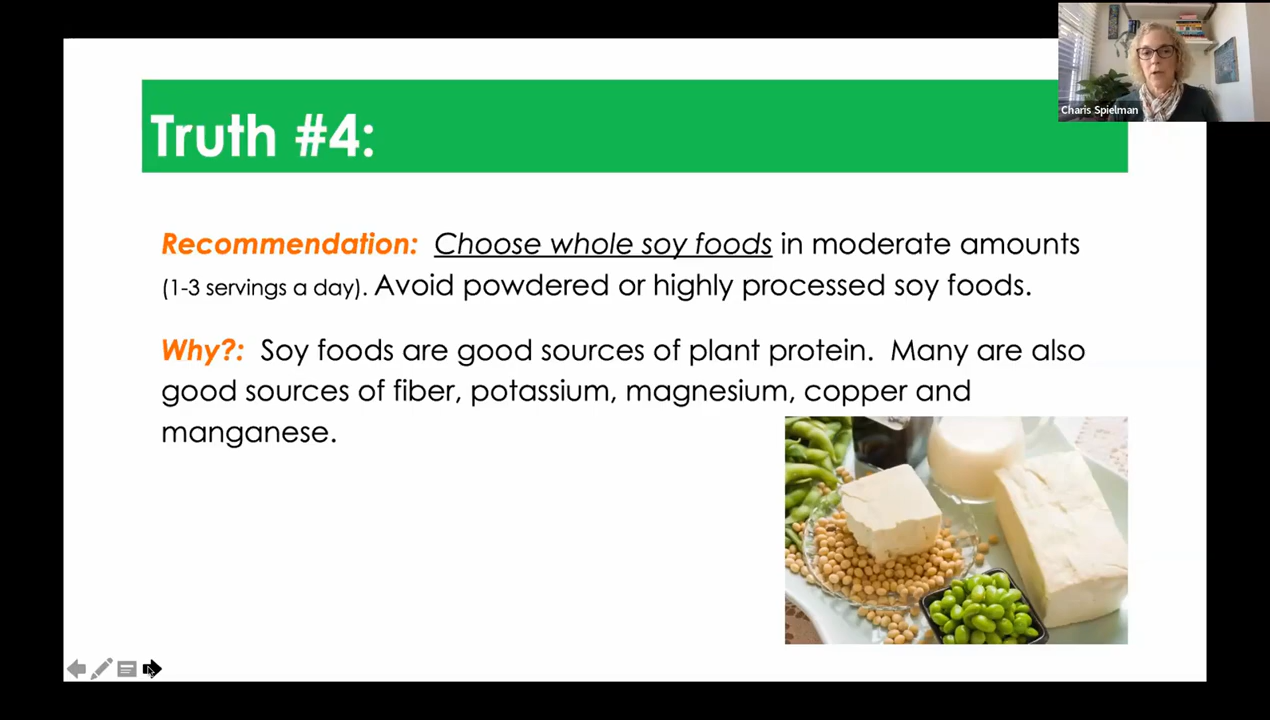 Truth #4:
Charis Spielman
Recommendation: Choose whole soy foods in moderate amounts
(1-3 servings a day). Avoid powdered or highly processed soy foods.
Why?: Soy foods are good sources of plant protein. Many are also
good sources of fiber, potassium, magnesium, copper and
manganese.